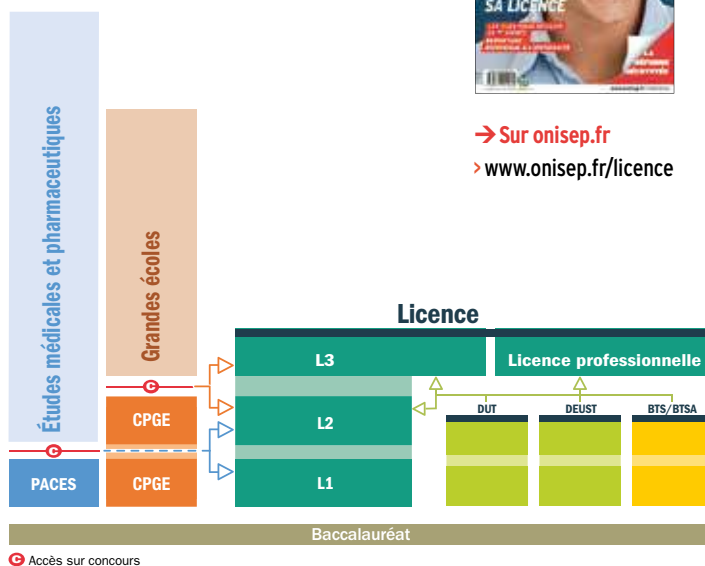 SA LICENCE
→ Sur onisep.fr
> www.onisep.fr/licence
Études médicales et pharmaceutiques
Grandes écoles
Licence
L3
Licence professionnelle
C
CPGE
L2
DUT
DEUST
BTS/BTSA
C
PACES
CPGE
L1
Baccalauréat
C Accès sur concours